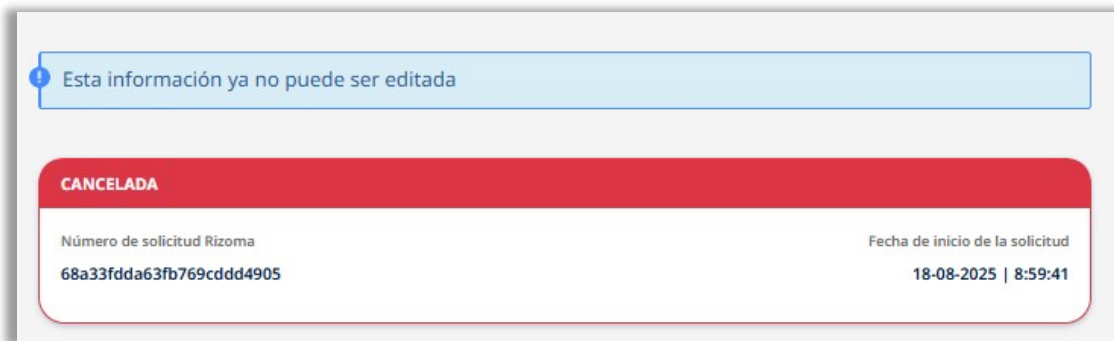 Esta información ya no puede ser editada
CANCELADA
Número de solicitud Rizoma
Fecha de inicio de la solicitud
68a33fdda63fb769cddd4905
18-08-2025 | 8:59:41